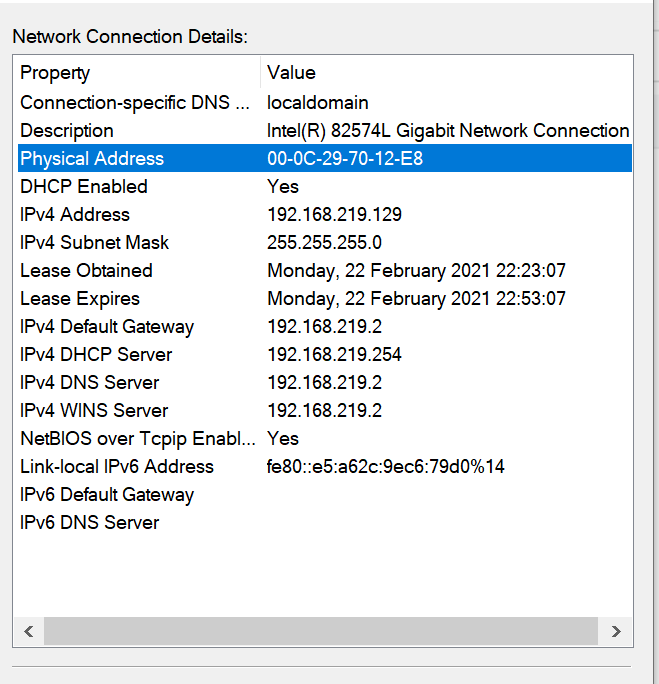 Network Connection Details:
Property Value
Connection-specific DNS ... localdomain
Description Intel(R) 82574L Gigabit Network Connection
Physical Address 00-0C-29-70-12-E8
DHCP Enabled Yes
IPv4 Address 192.168.219.129
IPv4 Subnet Mask 255.255.255.0
Lease Obtained Monday, 22 February 2021 22:23:07
Lease Expires Monday, 22 February 2021 22:53:07
IPv4 Default Gateway 192.168.219.2
IPv4 DHCP Server 192.168.219.254
IPv4 DNS Server 192.168.219.2
IPv4 WINS Server 192.168.219.2
NetBIOS over Tcpip Enabl... Yes
Link-local IPv6 Address fe80::e5:a62c:9ec6:79d0%14
IPv6 Default Gateway
IPv6 DNS Server